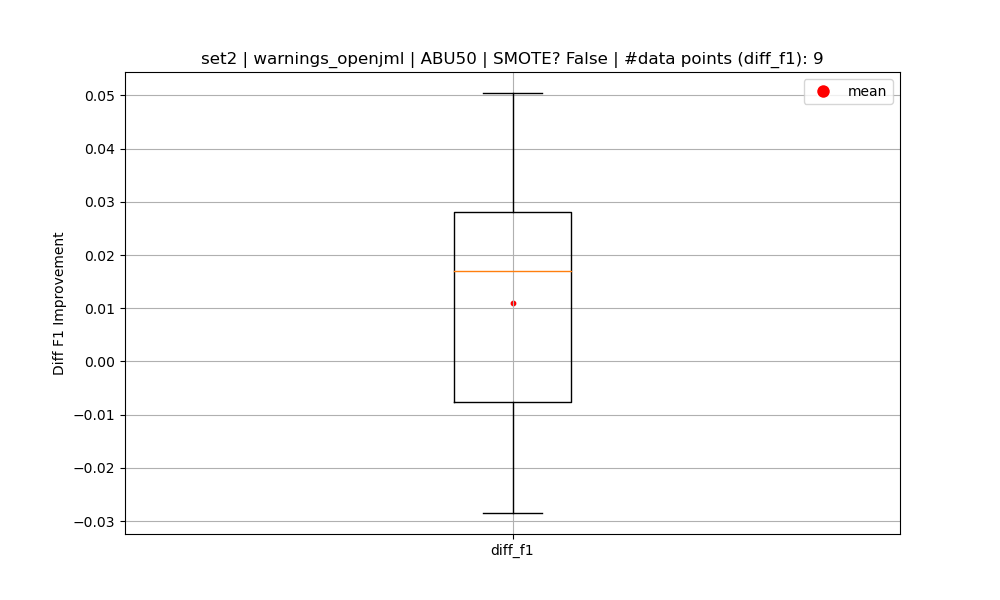 set2 | warnings_openjml | ABU50 | SMOTE? False | #data points (diff_f1): 9
mean
Diff F1 Improvement
0.05
0.04
0.03
0.02
0.01
0.00
−0.01
−0.02
−0.03
diff_f1